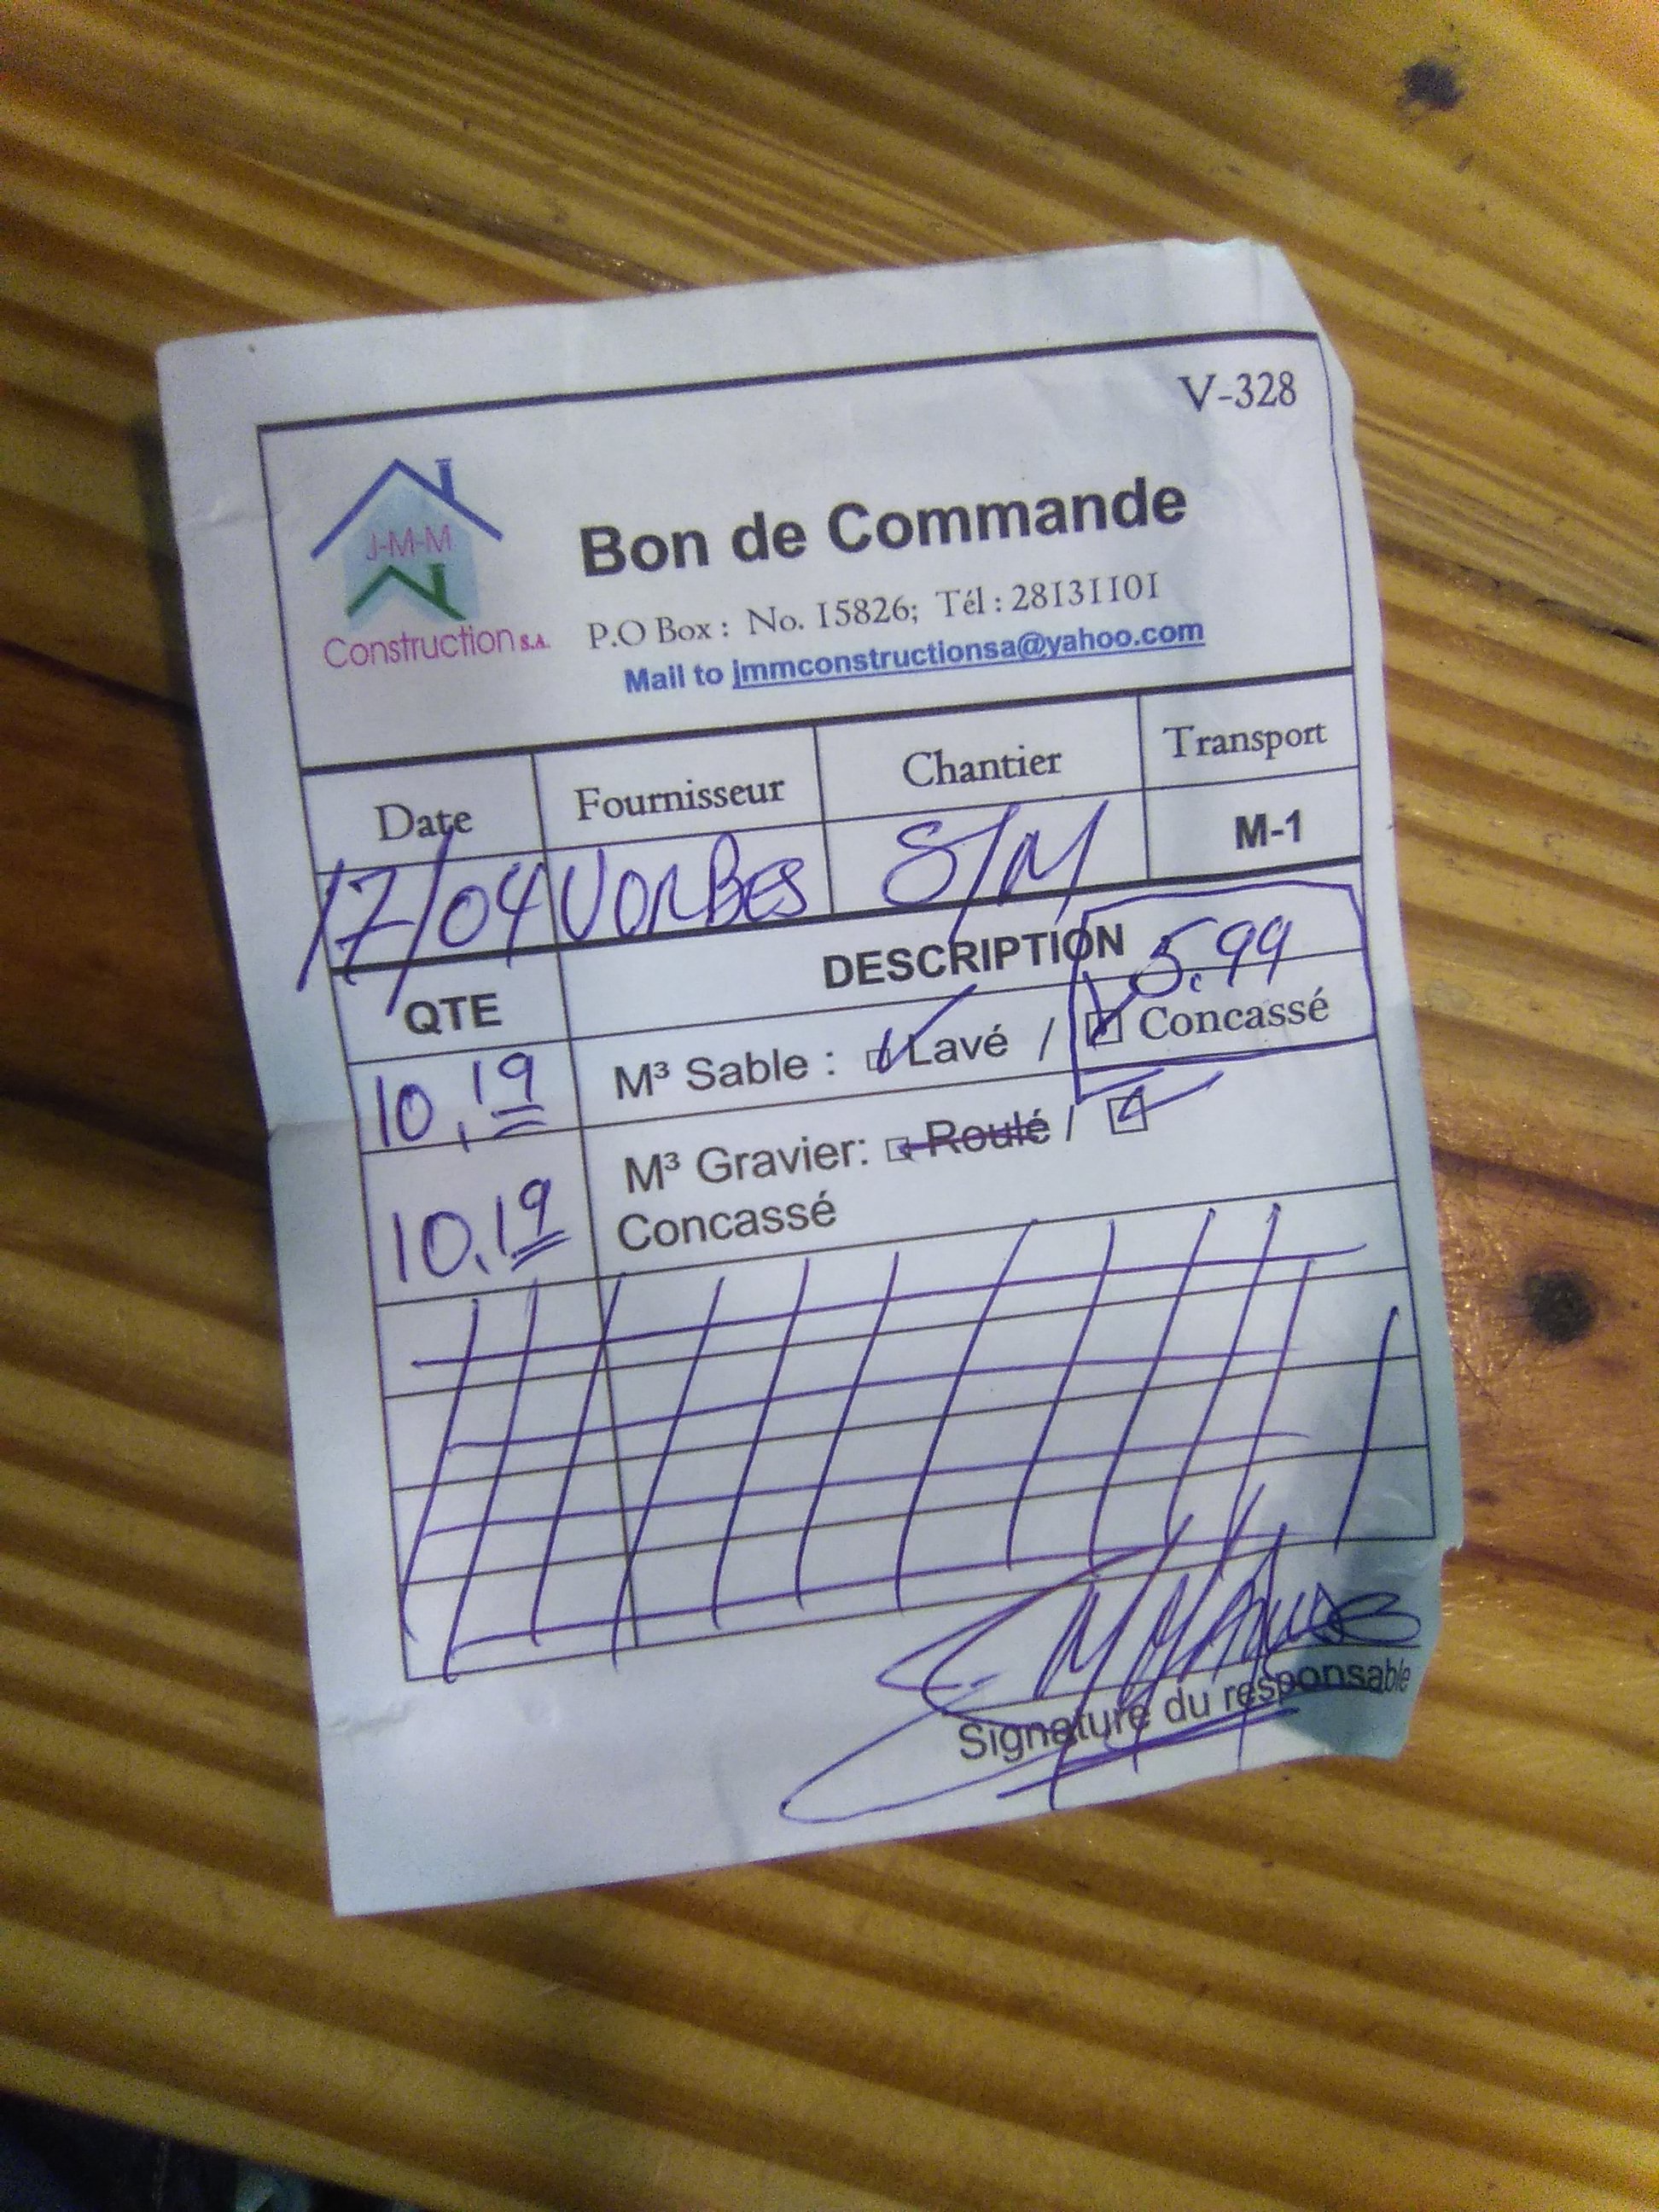 V-328
J-M-M
Construction S.A.
Bon de Commande
P.O Box : No. 15826; Tél : 28131101
Mail to jmmconstructionsa@yahoo.com
Date Fournisseur Chantier Transport
17/04 VORBES S/M M-1
QTE DESCRIPTION 5.99
10,19 M³ Sable : Lavé / Concassé
10,19 M³ Gravier: Roulé /
Concassé
Signature du responsable